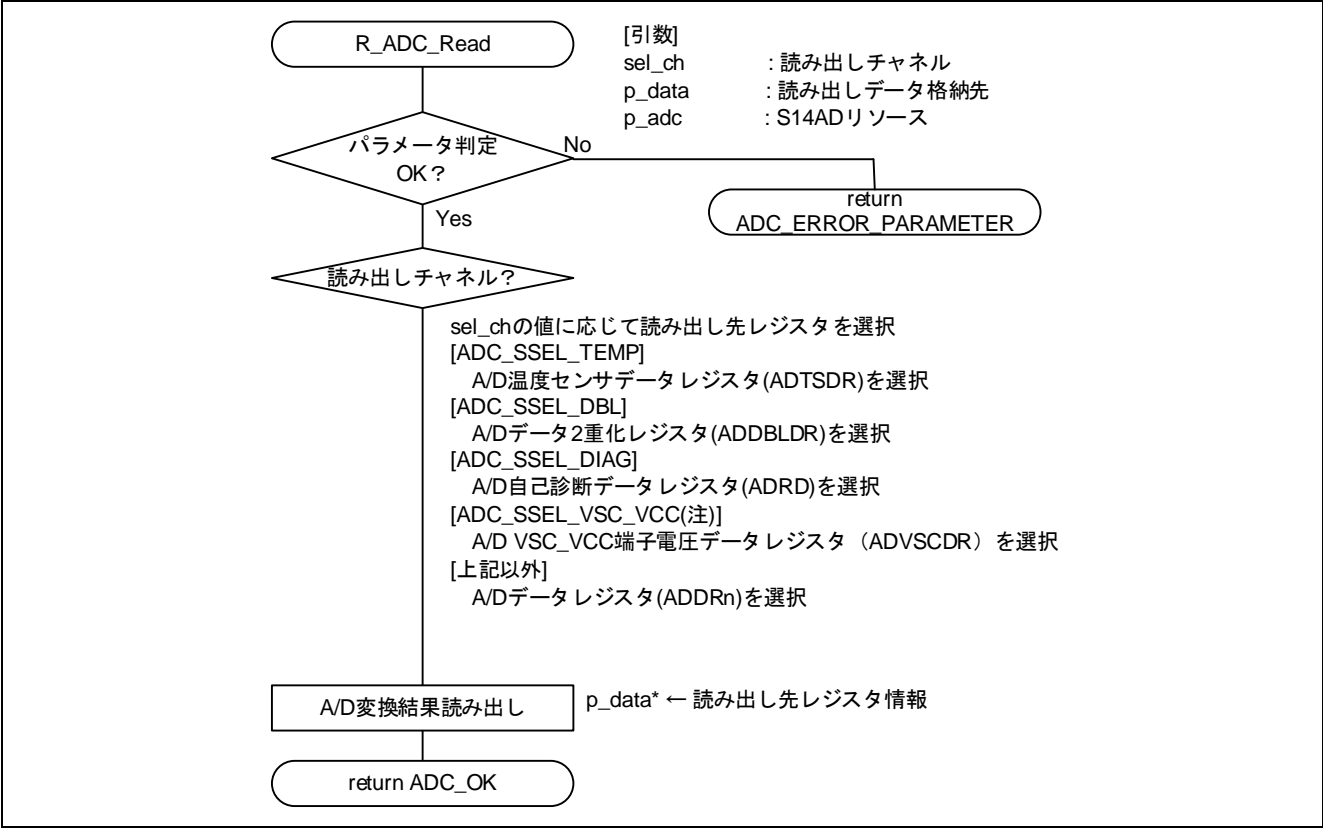 R_ADC_Read
[引数]
sel_ch : 読み出しチャネル
p_data : 読み出しデータ格納先
p_adc : S14ADリソース
パラメータ判定
OK？
No
return
ADC_ERROR_PARAMETER
Yes
読み出しチャネル？
sel_chの値に応じて読み出し先レジスタを選択
[ADC_SSEL_TEMP]
A/D温度センサデータレジスタ(ADTSDR)を選択
[ADC_SSEL_DBL]
A/Dデータ2重化レジスタ(ADDBLDR)を選択
[ADC_SSEL_DIAG]
A/D自己診断データレジスタ(ADRD)を選択
[ADC_SSEL_VSC_VCC(注)]
A/D VSC_VCC端子電圧データレジスタ（ADVSCDR）を選択
[上記以外]
A/Dデータレジスタ(ADDRn)を選択
A/D変換結果読み出し
p_data* ← 読み出し先レジスタ情報
return ADC_OK